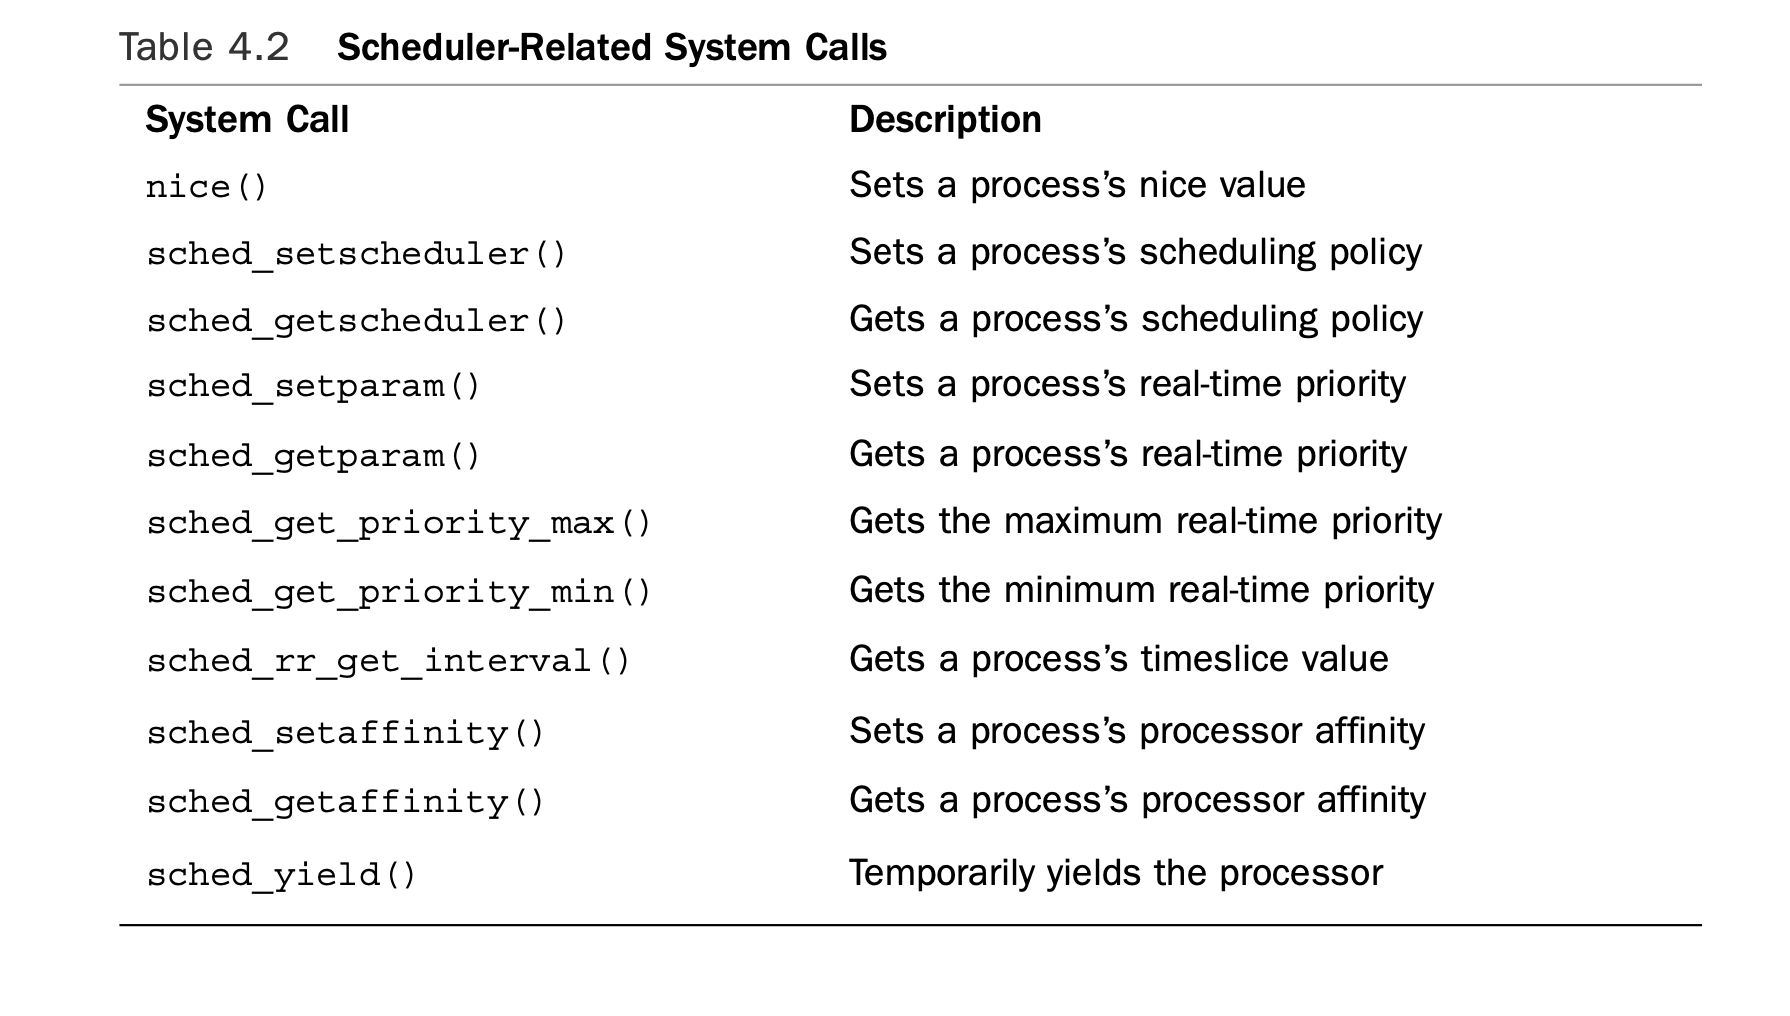 Table 4.2 Scheduler-Related System Calls
System Call Description
nice() Sets a process’s nice value
sched_setscheduler() Sets a process’s scheduling policy
sched_getscheduler() Gets a process’s scheduling policy
sched_setparam() Sets a process’s real-time priority
sched_getparam() Gets a process’s real-time priority
sched_get_priority_max() Gets the maximum real-time priority
sched_get_priority_min() Gets the minimum real-time priority
sched_rr_get_interval() Gets a process’s timeslice value
sched_setaffinity() Sets a process’s processor affinity
sched_getaffinity() Gets a process’s processor affinity
sched_yield() Temporarily yields the processor